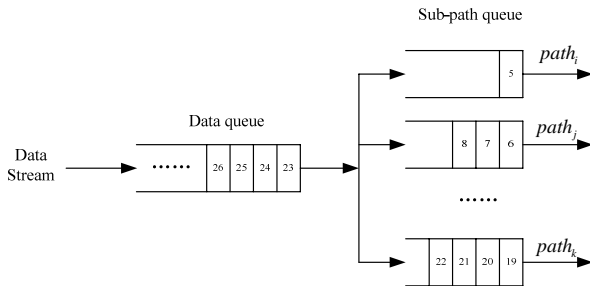 Sub-path queue
5
path_i
Data queue
8 7 6
path_j
Data
Stream
...... 26 25 24 23
......
22 21 20 19
path_k